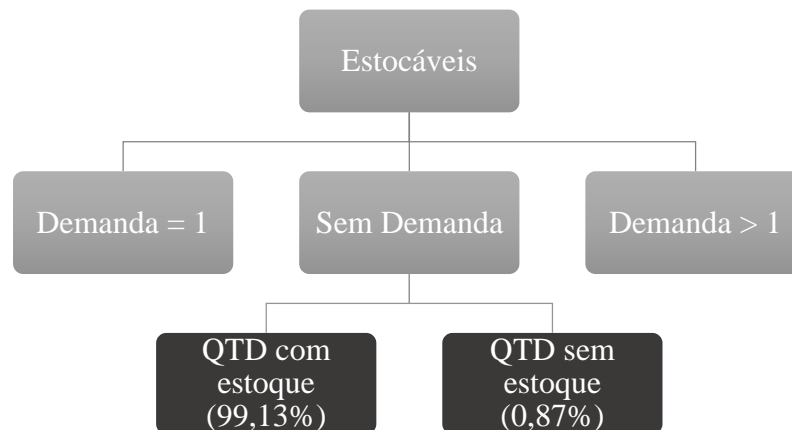 Estocáveis
Demanda = 1
Sem Demanda
Demanda > 1
QTD com
estoque
(99,13%)
QTD sem
estoque
(0,87%)